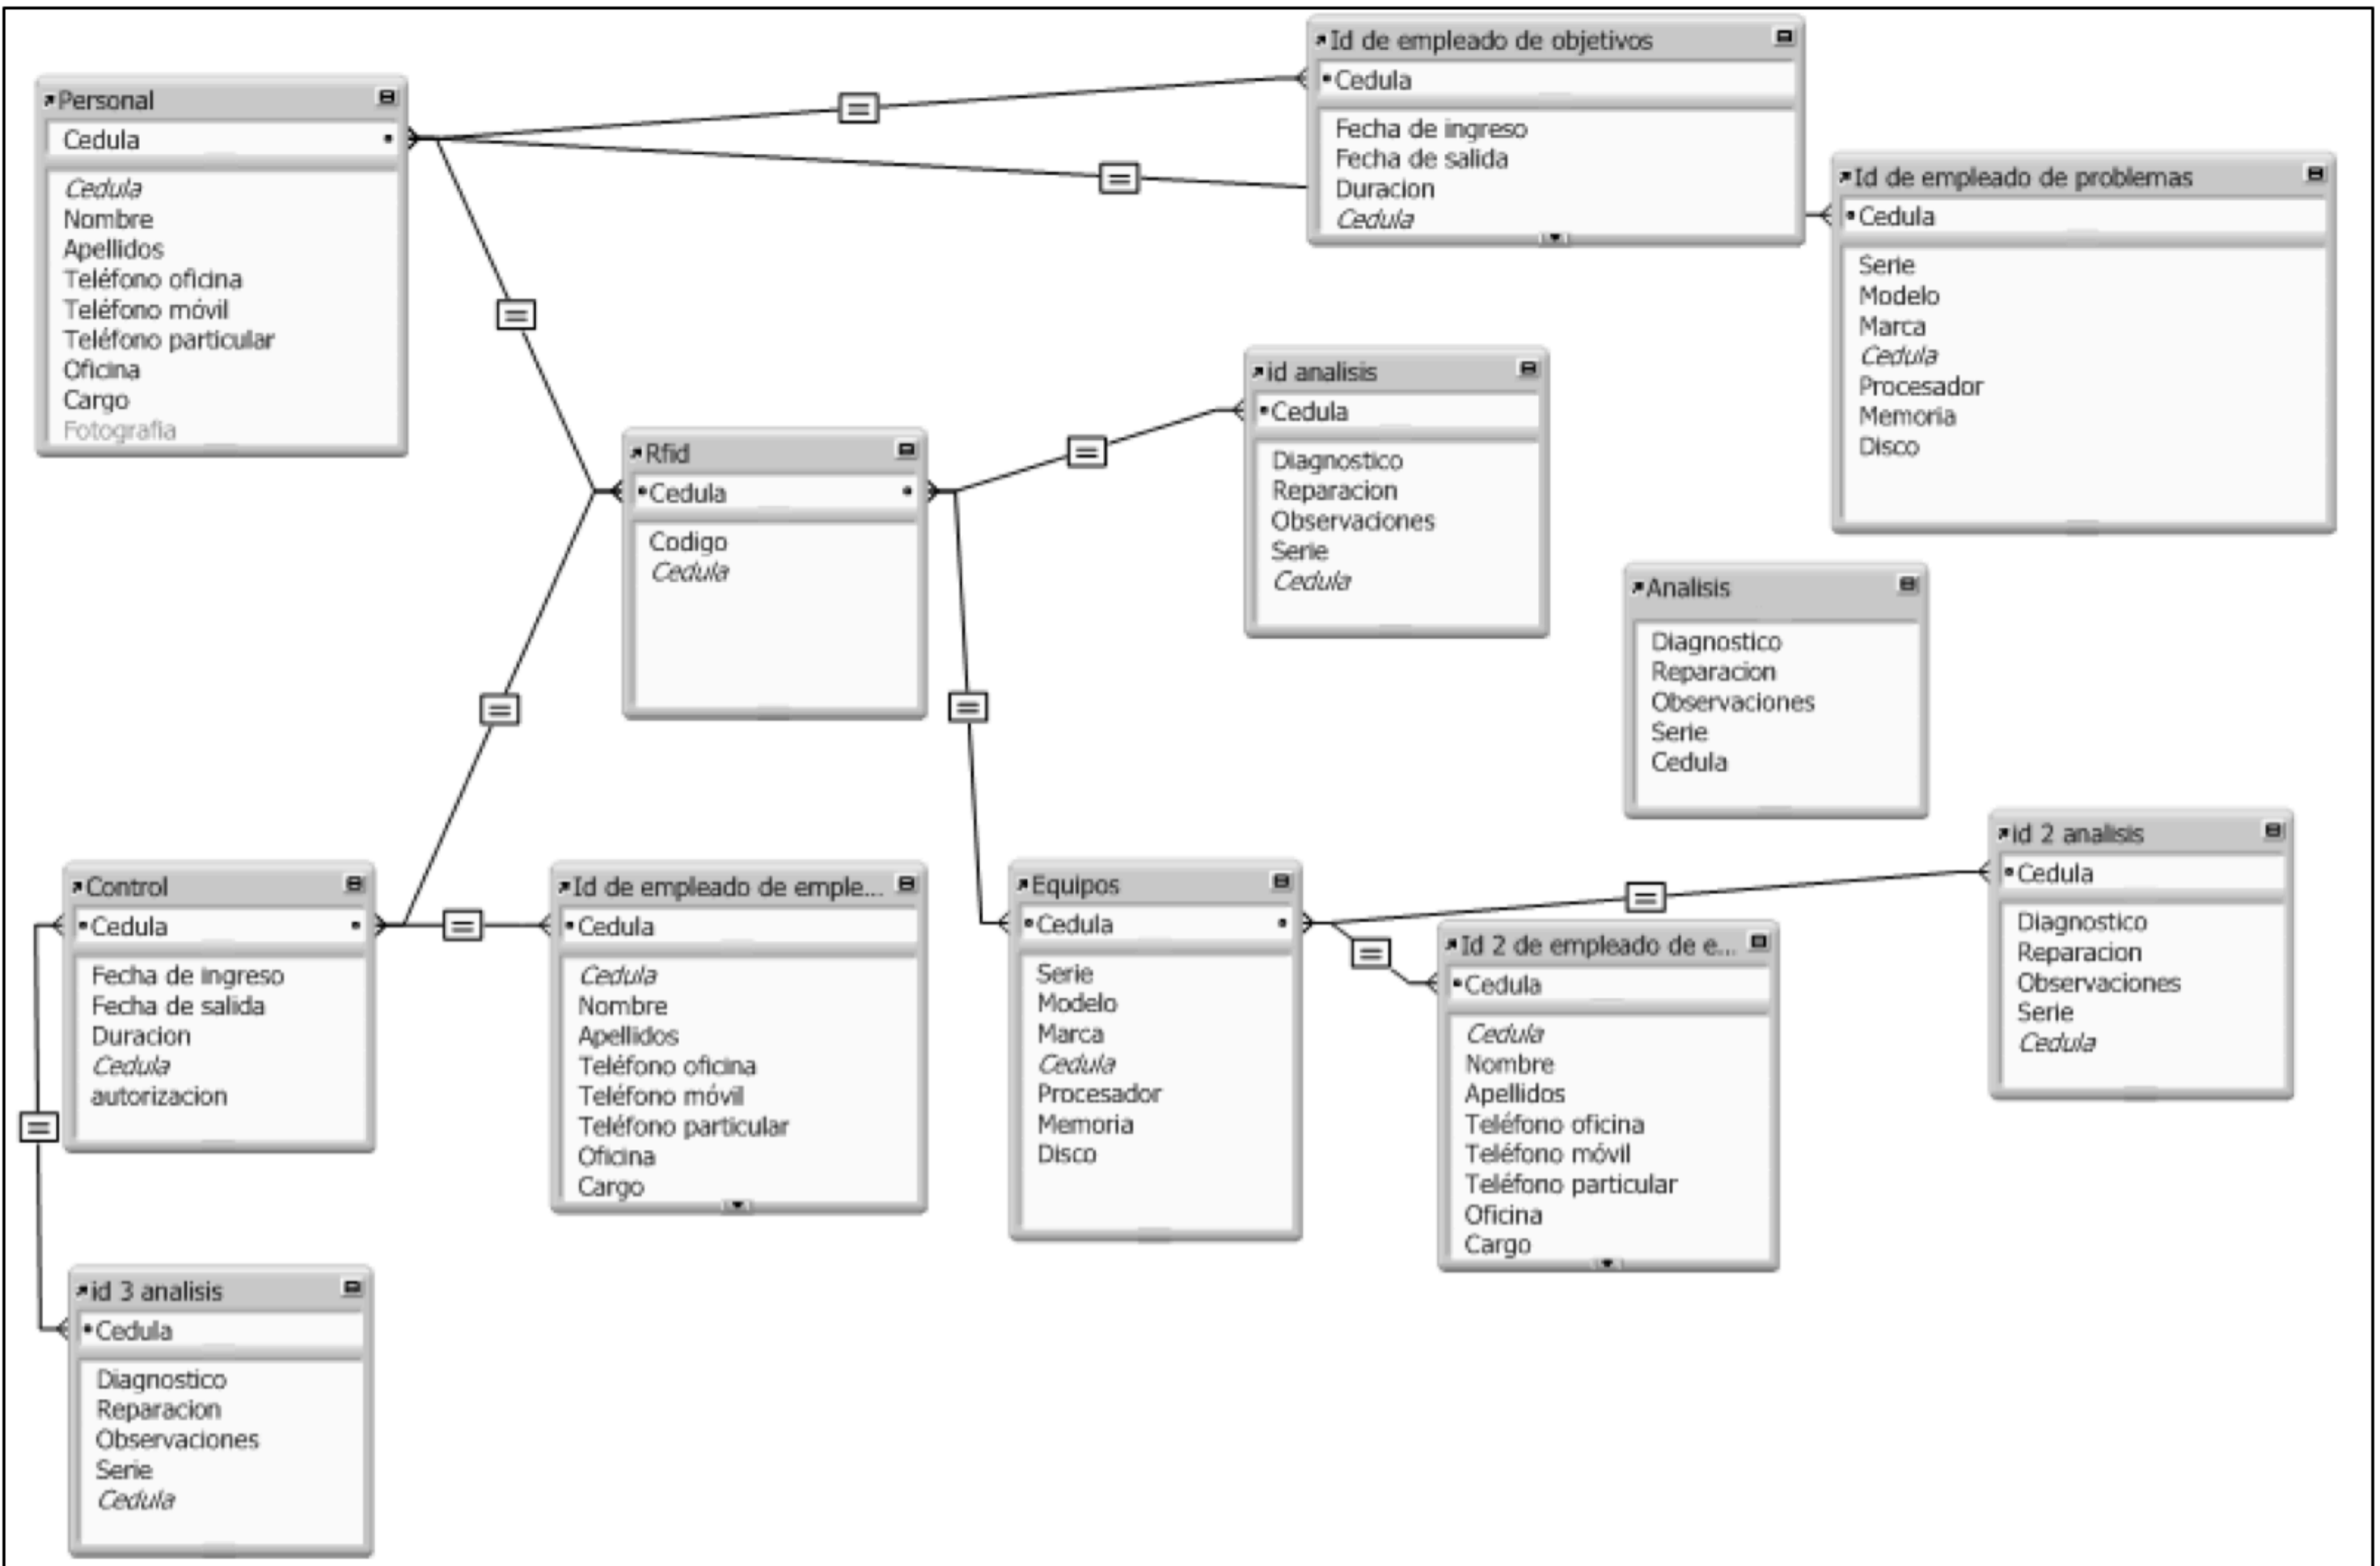 Personal
Cedula
Cedula
Nombre
Apellidos
Teléfono oficina
Teléfono móvil
Teléfono particular
Oficina
Cargo
Fotografia
Id de empleado de objetivos
Cedula
Fecha de ingreso
Fecha de salida
Duracion
Cedula
Id de empleado de problemas
Cedula
Serie
Modelo
Marca
Cedula
Procesador
Memoria
Disco
Rfid
Cedula
Codigo
Cedula
id analisis
Cedula
Diagnostico
Reparacion
Observaciones
Serie
Cedula
Analisis
Diagnostico
Reparacion
Observaciones
Serie
Cedula
Control
Cedula
Fecha de ingreso
Fecha de salida
Duracion
Cedula
autorizacion
Id de empleado de emple...
Cedula
Cedula
Nombre
Apellidos
Teléfono oficina
Teléfono móvil
Teléfono particular
Oficina
Cargo
Equipos
Cedula
Serie
Modelo
Marca
Cedula
Procesador
Memoria
Disco
Id 2 de empleado de e...
Cedula
Cedula
Nombre
Apellidos
Teléfono oficina
Teléfono móvil
Teléfono particular
Oficina
Cargo
id 2 analisis
Cedula
Diagnostico
Reparacion
Observaciones
Serie
Cedula
id 3 analisis
Cedula
Diagnostico
Reparacion
Observaciones
Serie
Cedula